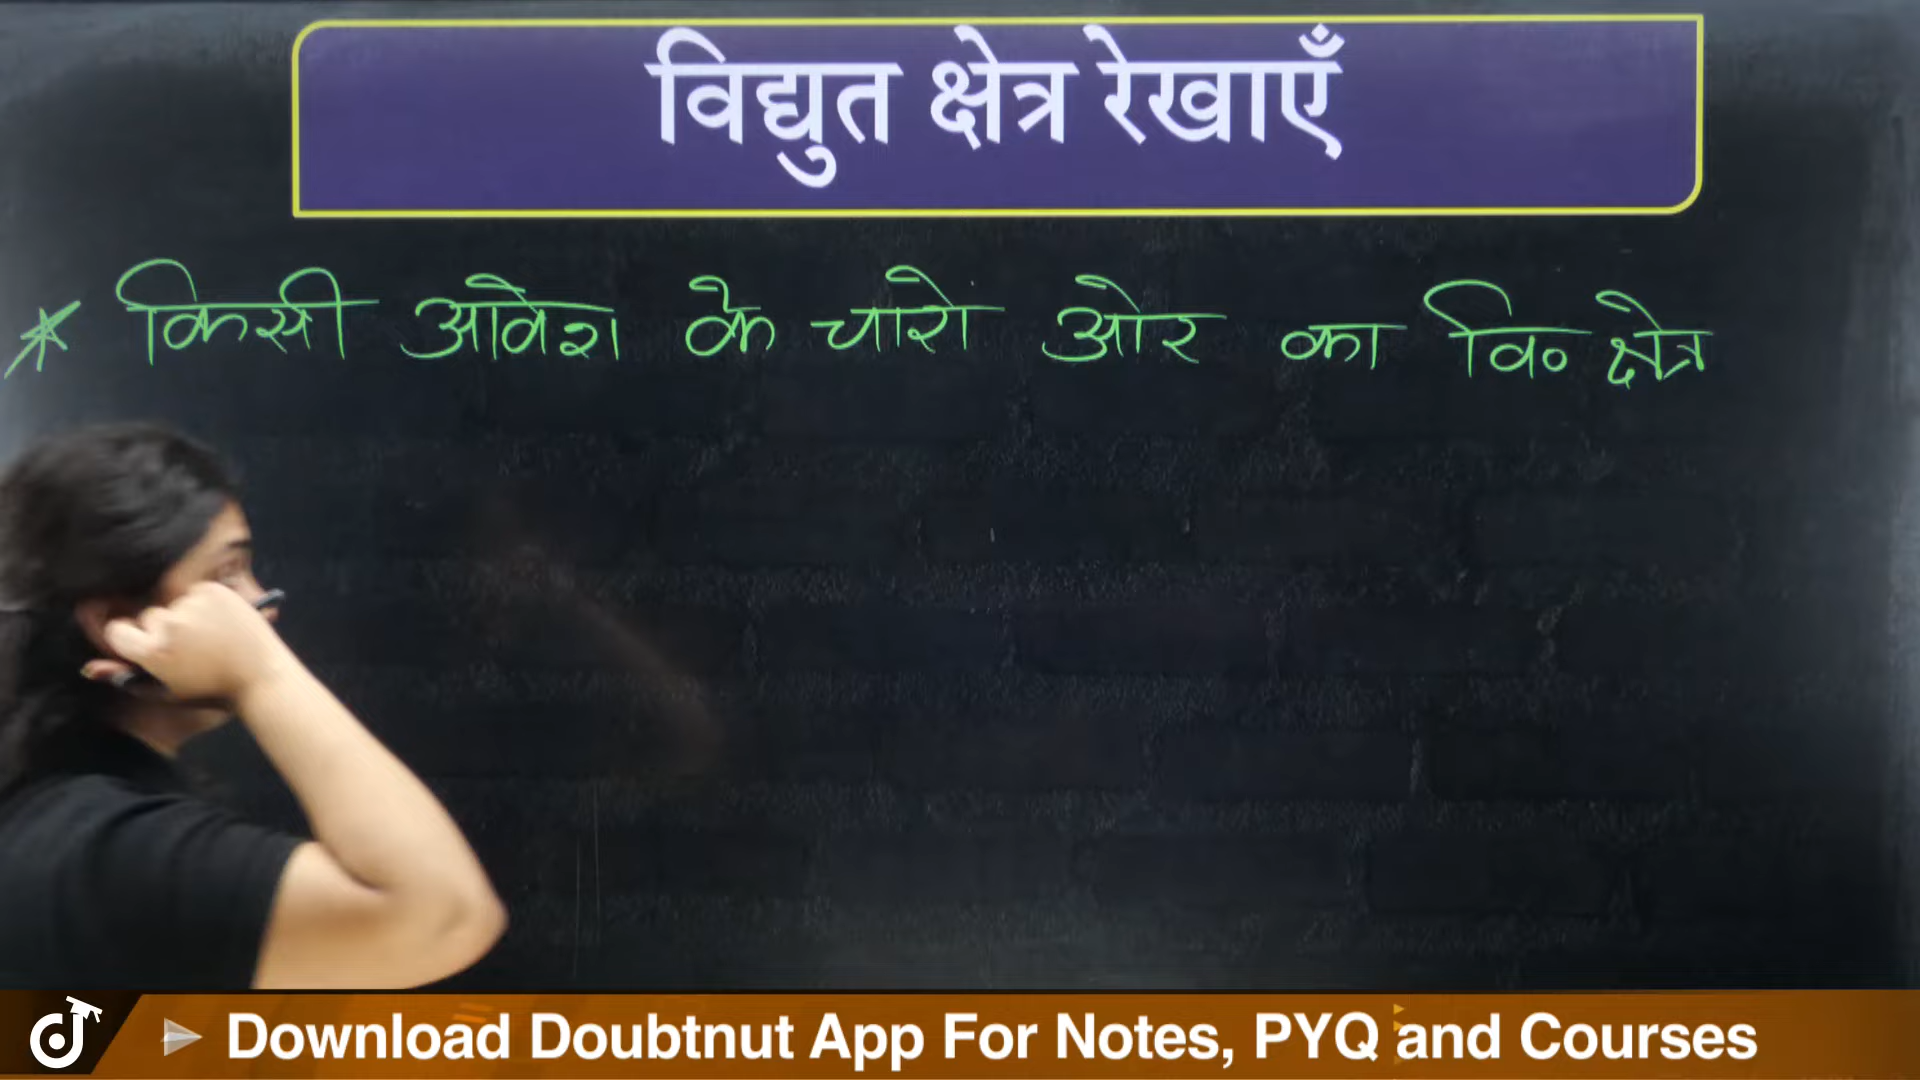 विद्युत क्षेत्र रेखाएँ
* किसी आवेश के चारो ओर का वि० क्षेत्र
Download Doubtnut App For Notes, PYQ and Courses